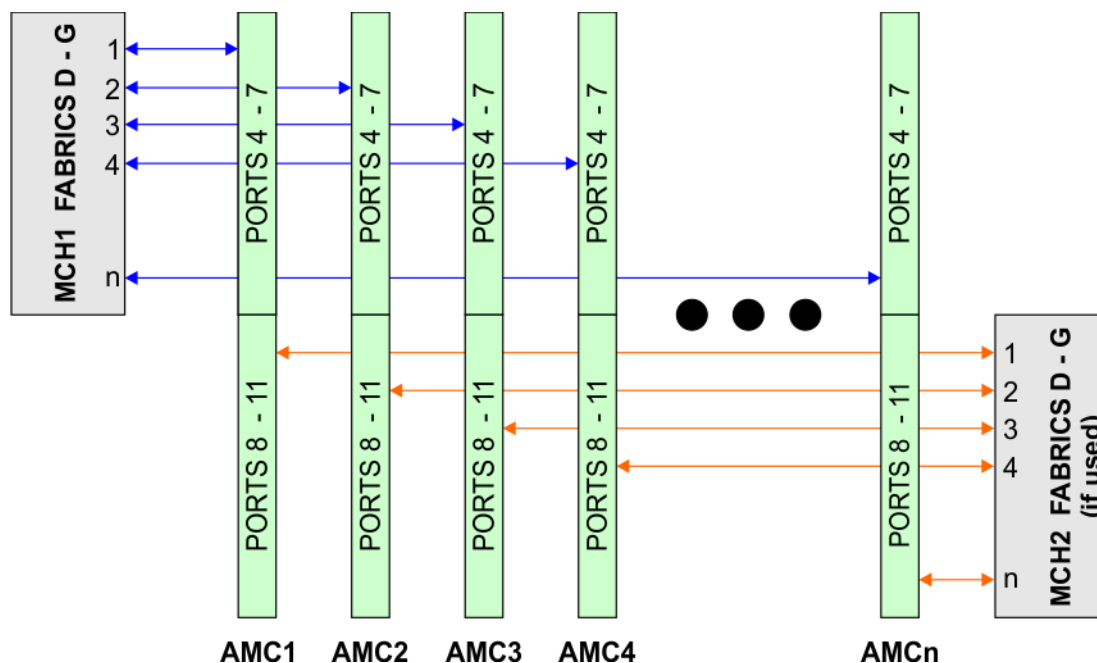 MCH1 FABRICS D - G
1
2
3
4
n
PORTS 4 - 7
PORTS 4 - 7
PORTS 4 - 7
PORTS 4 - 7
PORTS 4 - 7
PORTS 8 - 11
PORTS 8 - 11
PORTS 8 - 11
PORTS 8 - 11
PORTS 8 - 11
1
2
3
4
n
MCH2 FABRICS D - G
(if used)
AMC1
AMC2
AMC3
AMC4
AMCn